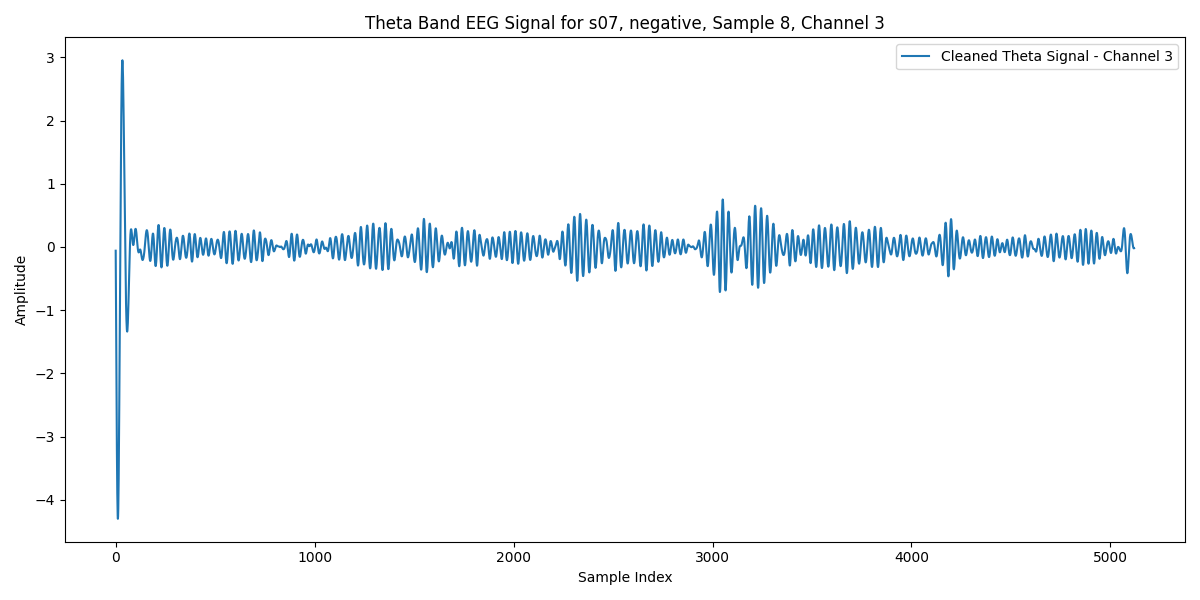 Theta Band EEG Signal for s07, negative, Sample 8, Channel 3
Cleaned Theta Signal - Channel 3
3
2
1
0
−1
−2
−3
−4
Amplitude
0 1000 2000 3000 4000 5000
Sample Index